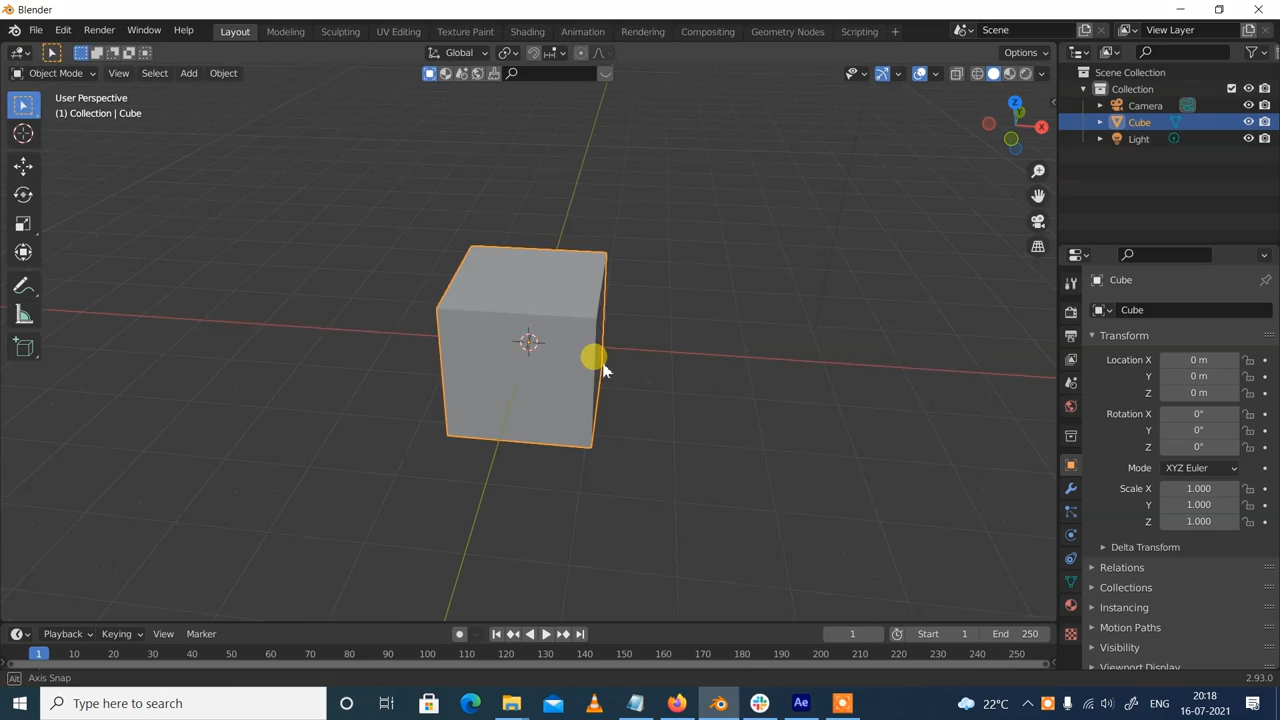 Blender
File Edit Render Window Help Layout Modeling Sculpting UV Editing Texture Paint Shading Animation Rendering Compositing Geometry Nodes Scripting + Scene View Layer
Global Options
Object Mode View Select Add Object
User Perspective
(1) Collection | Cube
Z
Y
X
Scene Collection
Collection
Camera
Cube
Light
Cube
Cube
Transform
Location X 0 m
Y 0 m
Z 0 m
Rotation X 0°
Y 0°
Z 0°
Mode XYZ Euler
Scale X 1.000
Y 1.000
Z 1.000
Delta Transform
Relations
Collections
Instancing
Motion Paths
Visibility
Viewport Display
Playback Keying View Marker 1 Start 1 End 250
1 10 20 30 40 50 60 70 80 90 100 110 120 130 140 150 160 170 180 190 200 210 220 230 240 250
Alt Axis Snap 2.93.0
Type here to search Ae 22°C ENG 20:18
16-07-2021